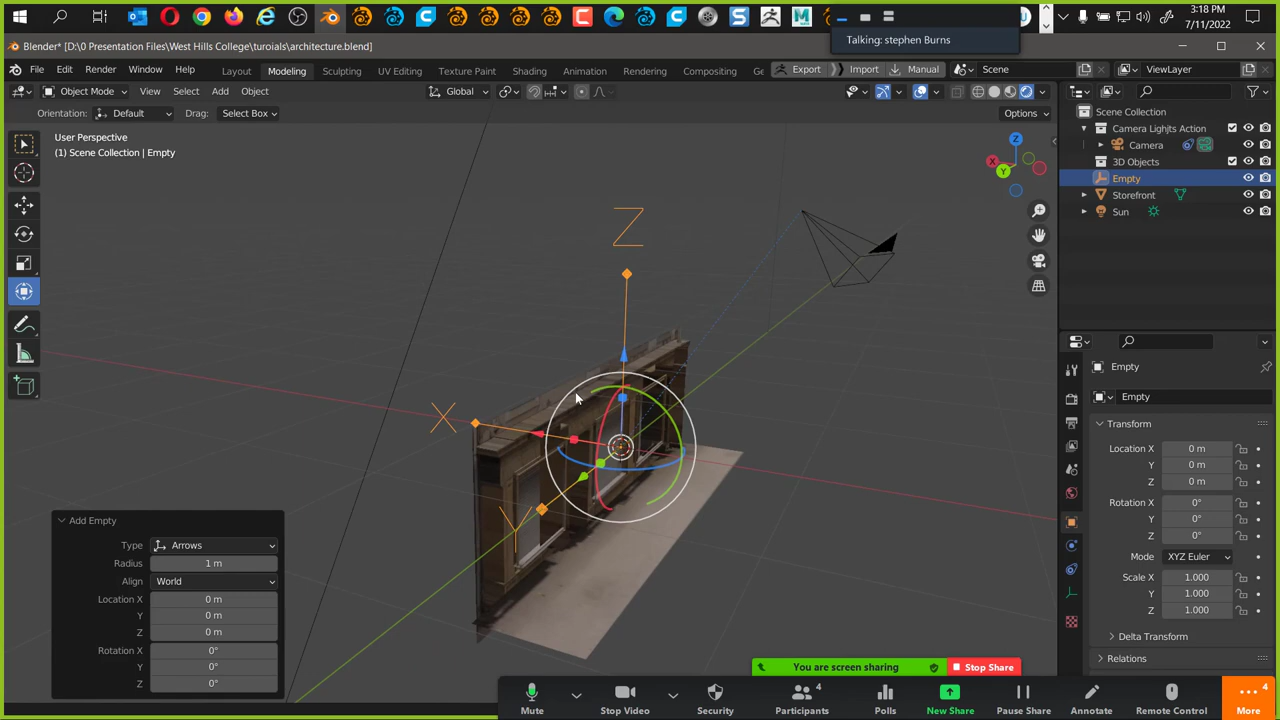 3:18 PM
7/11/2022
Talking: stephen Burns
Blender* [D:\0 Presentation Files\West Hills College\turoials\architecture.blend]
File Edit Render Window Help Layout Modeling Sculpting UV Editing Texture Paint Shading Animation Rendering Compositing Ge Export Import Manual Scene ViewLayer
Object Mode View Select Add Object Global
Orientation: Default Drag: Select Box Options
User Perspective
(1) Scene Collection | Empty
Z
X
Y
Z
X
Y
Scene Collection
Camera Lights Action
Camera
3D Objects
Empty
Storefront
Sun
Empty
Empty
Transform
Location X 0 m
Y 0 m
Z 0 m
Rotation X 0°
Y 0°
Z 0°
Mode XYZ Euler
Scale X 1.000
Y 1.000
Z 1.000
Delta Transform
Relations
Add Empty
Type Arrows
Radius 1 m
Align World
Location X 0 m
Y 0 m
Z 0 m
Rotation X 0°
Y 0°
Z 0°
You are screen sharing Stop Share
4 4
Mute Stop Video Security Participants Polls New Share Pause Share Annotate Remote Control More